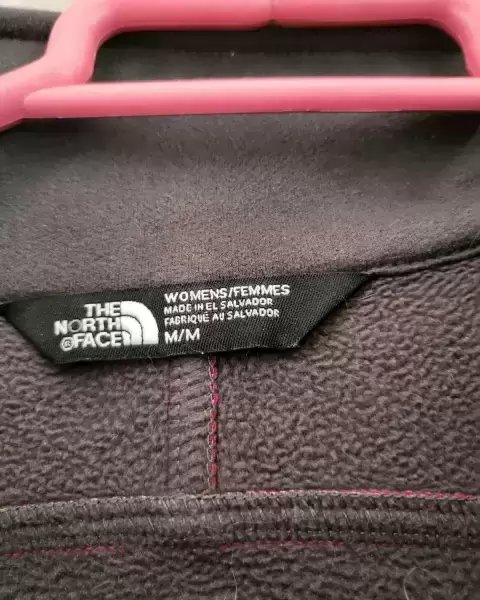 THE
NORTH
FACE
®
WOMENS/FEMMES
MADE IN EL SALVADOR
FABRIQUÉ AU SALVADOR
M/M